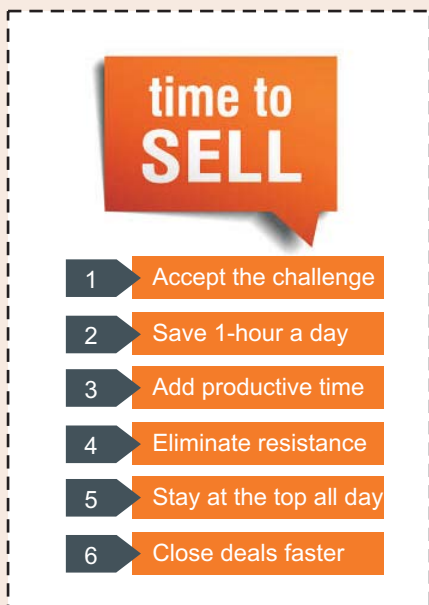 time to
SELL
1 Accept the challenge
2 Save 1-hour a day
3 Add productive time
4 Eliminate resistance
5 Stay at the top all day
6 Close deals faster